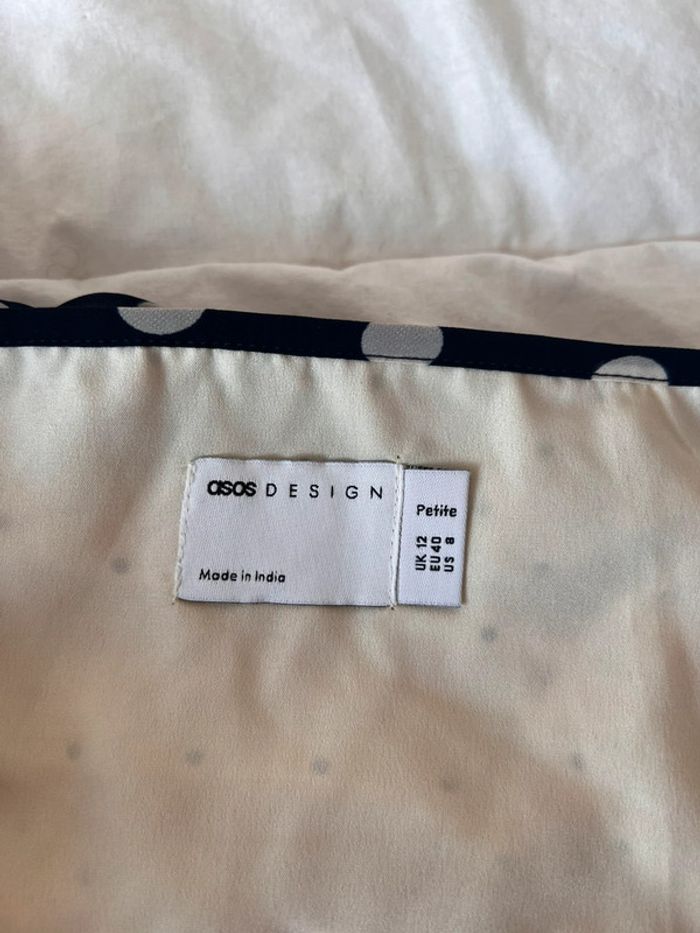 asos DESIGN
Made in India
Petite
UK 12
EU 40
US 8